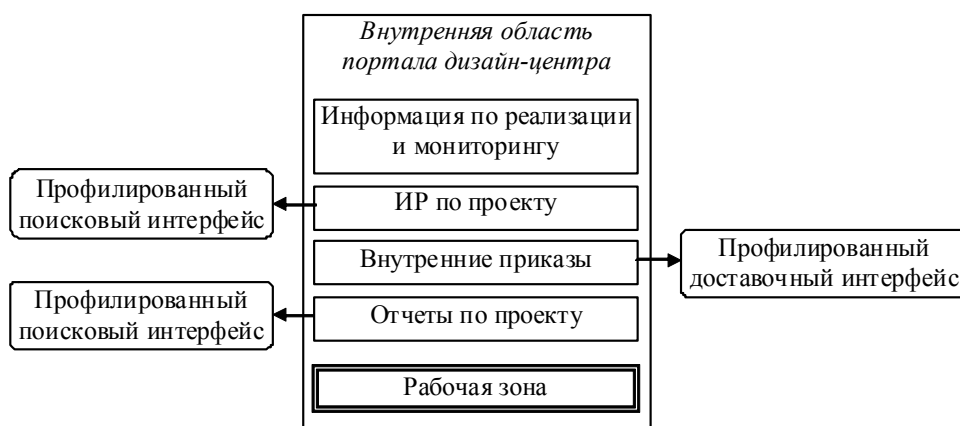 Внутренняя область
портала дизайн-центра
Информация по реализации
и мониторингу
Профилированный
поисковый интерфейс
ИР по проекту
Внутренние приказы
Профилированный
доставочный интерфейс
Профилированный
поисковый интерфейс
Отчеты по проекту
Рабочая зона